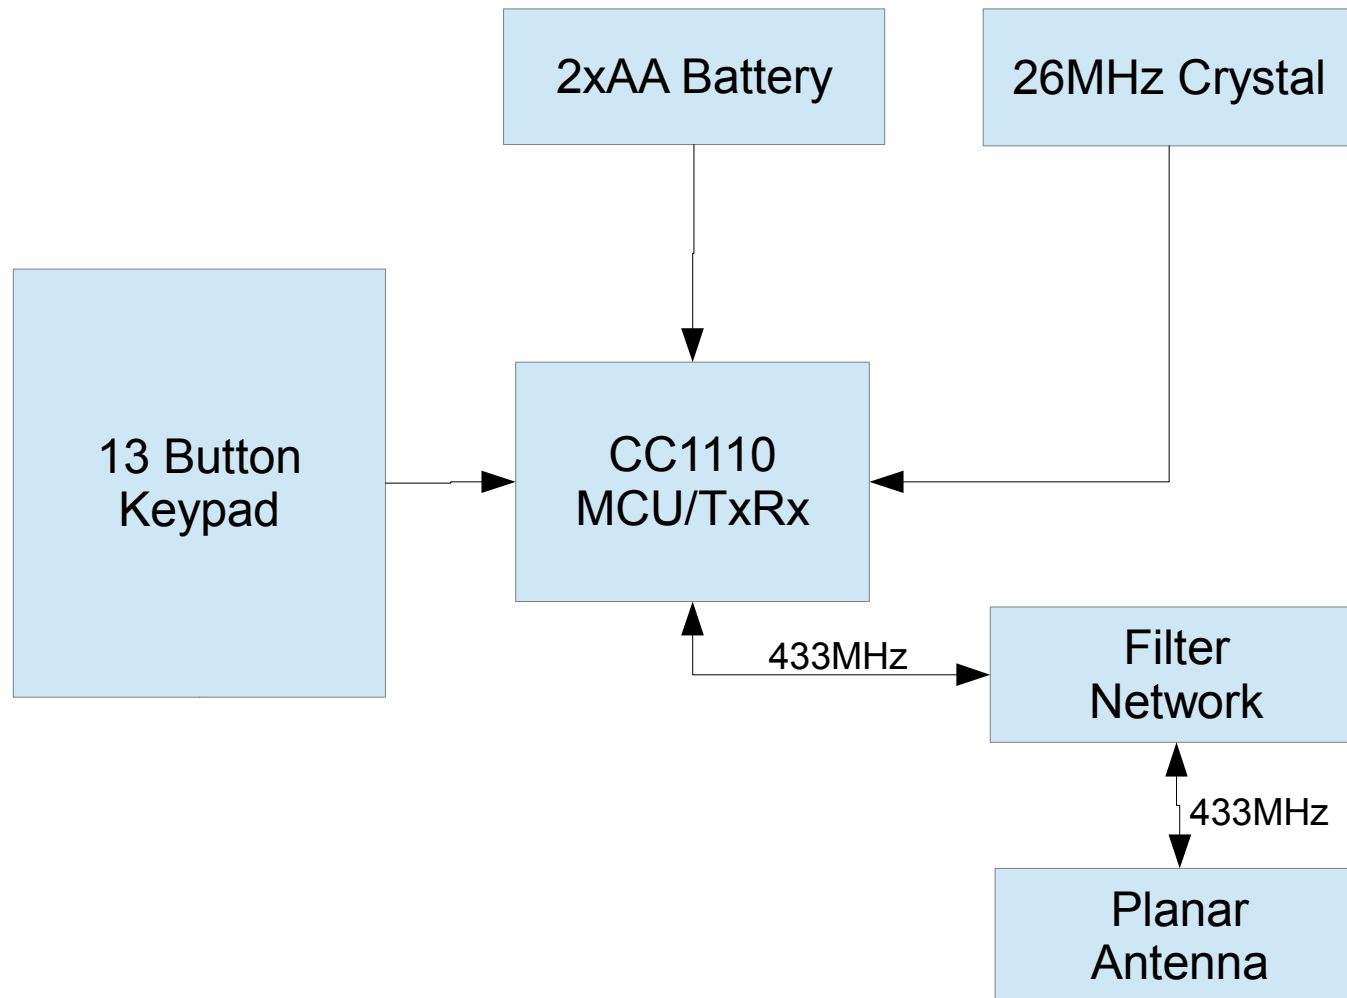 2xAA Battery
26MHz Crystal
13 Button
Keypad
CC1110
MCU/TxRx
433MHz
Filter
Network
433MHz
Planar
Antenna